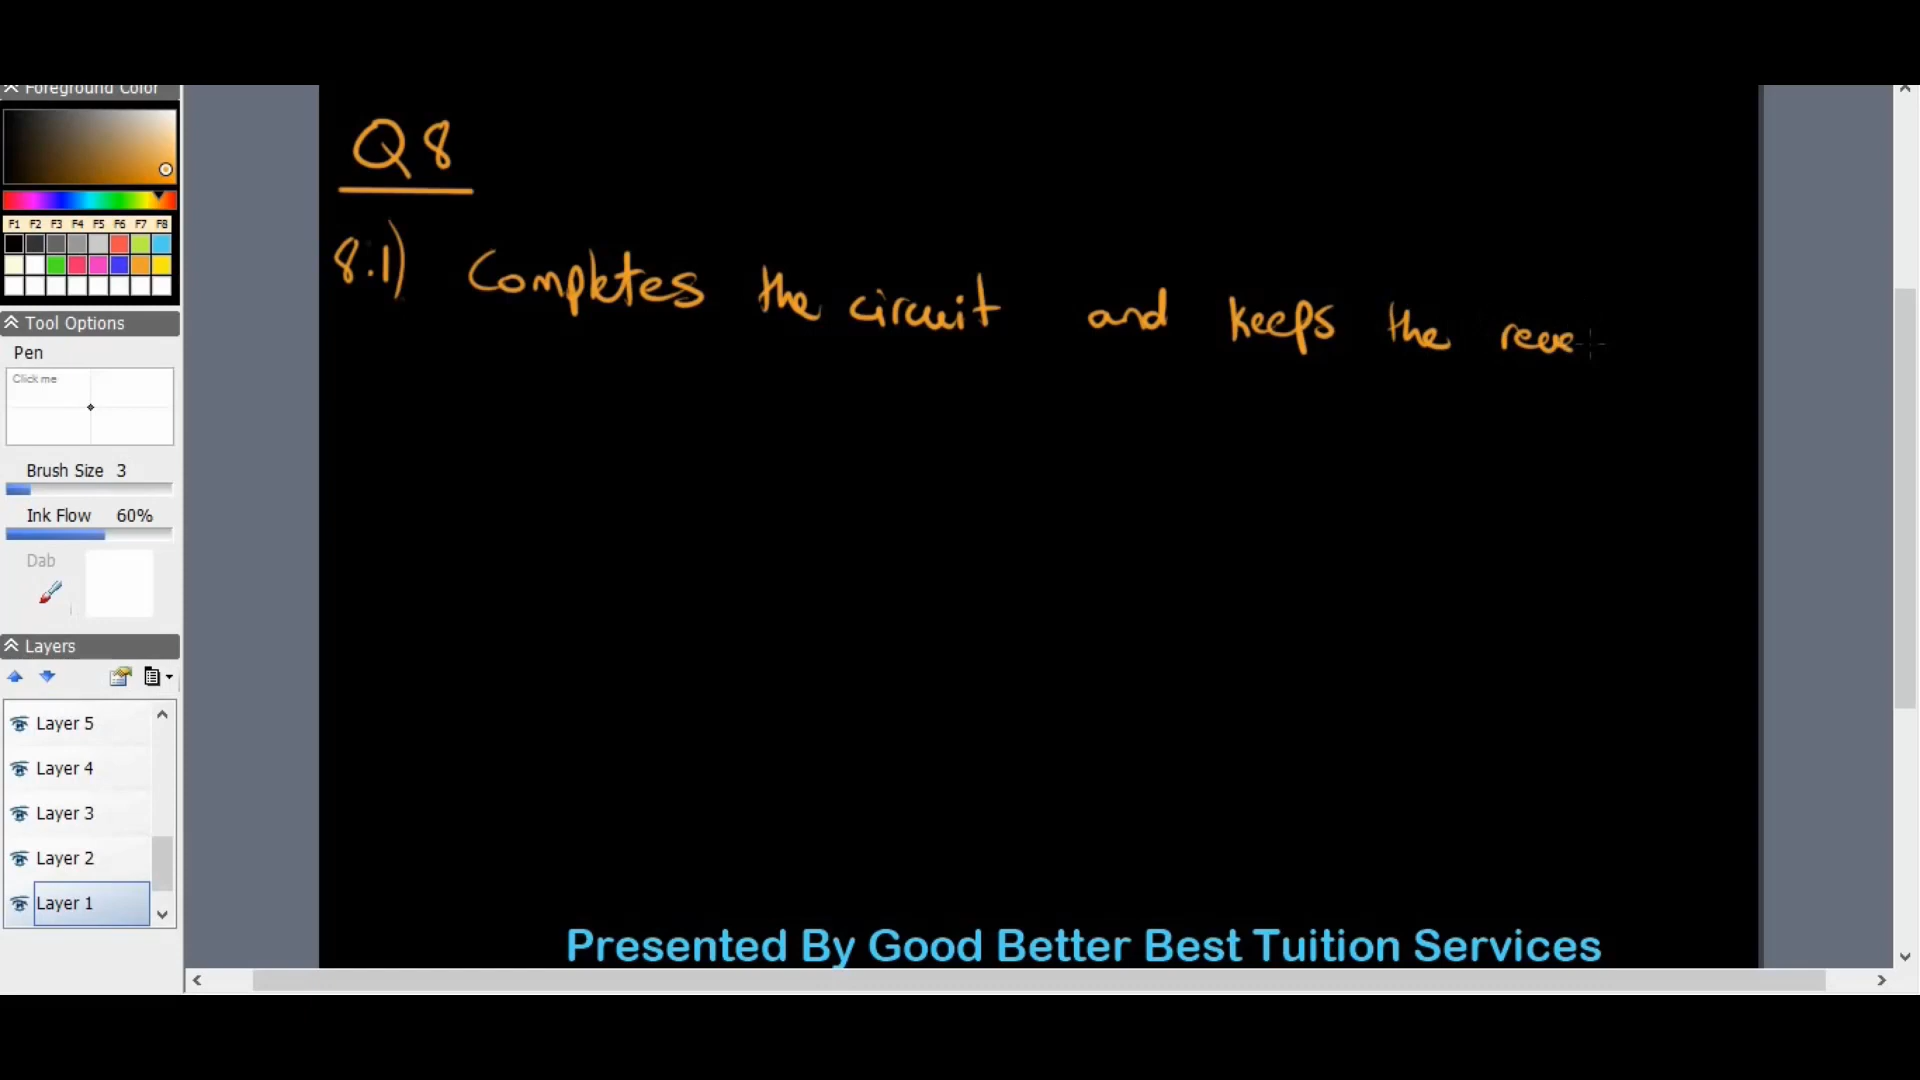 Foreground Color
F1 F2 F3 F4 F5 F6 F7 F8
Tool Options
Pen
Click me
Brush Size 3
Ink Flow 60%
Dab
Layers
Layer 5
Layer 4
Layer 3
Layer 2
Layer 1
Q8
8.1) Completes the circuit and keeps the
Presented By Good Better Best Tuition Services